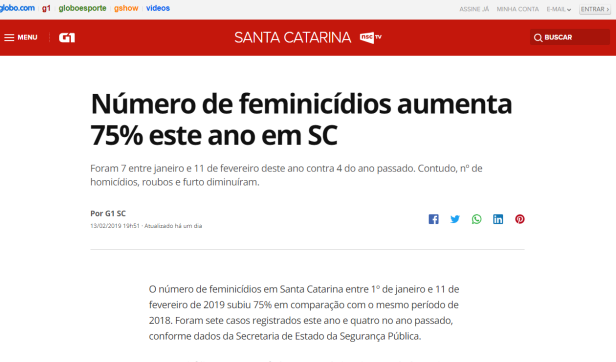 globo.com g1 globoesporte gshow videos ASSINE JÁ MINHA CONTA E-MAIL ENTRAR ›
MENU G1 SANTA CATARINA nsc TV BUSCAR
Número de feminicídios aumenta
75% este ano em SC
Foram 7 entre janeiro e 11 de fevereiro deste ano contra 4 do ano passado. Contudo, nº de
homicídios, roubos e furto diminuíram.
Por G1 SC
13/02/2019 19h51 · Atualizado há um dia
O número de feminicídios em Santa Catarina entre 1º de janeiro e 11 de
fevereiro de 2019 subiu 75% em comparação com o mesmo período de
2018. Foram sete casos registrados este ano e quatro no ano passado,
conforme dados da Secretaria de Estado da Segurança Pública.